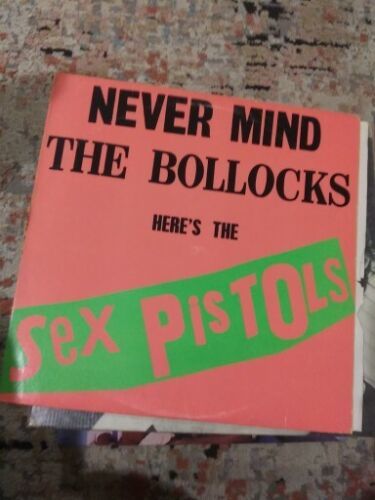 NEVER MIND
THE BOLLOCKS
HERE'S THE
Sex PisTOLs